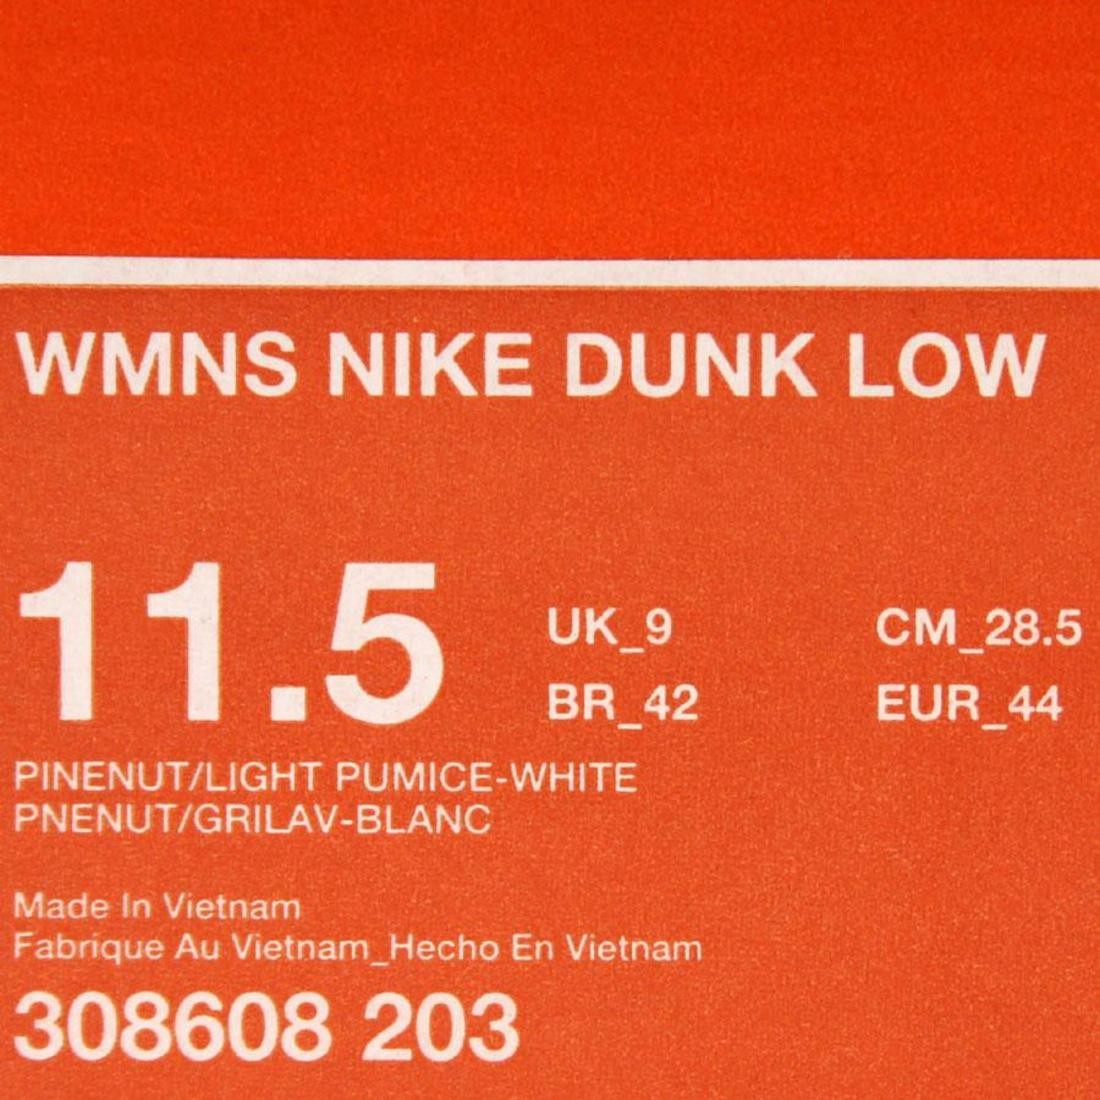 WMNS NIKE DUNK LOW
11.5 UK_9 CM_28.5
BR_42 EUR_44
PINENUT/LIGHT PUMICE-WHITE
PNENUT/GRILAV-BLANC
Made In Vietnam
Fabrique Au Vietnam_Hecho En Vietnam
308608 203